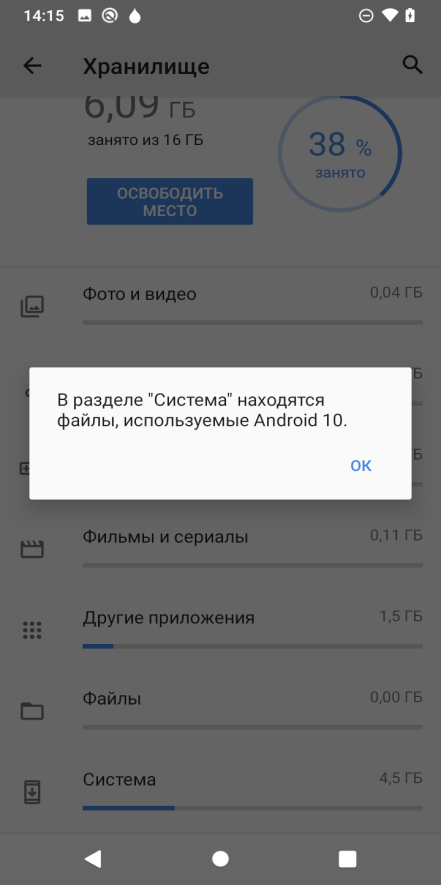 14:15
Хранилище
6,09 ГБ
занято из 16 ГБ
38 %
занято
ОСВОБОДИТЬ
МЕСТО
Фото и видео
0,04 ГБ
В разделе "Система" находятся
файлы, используемые Android 10.
ОК
Фильмы и сериалы
0,11 ГБ
Другие приложения
1,5 ГБ
Файлы
0,00 ГБ
Система
4,5 ГБ